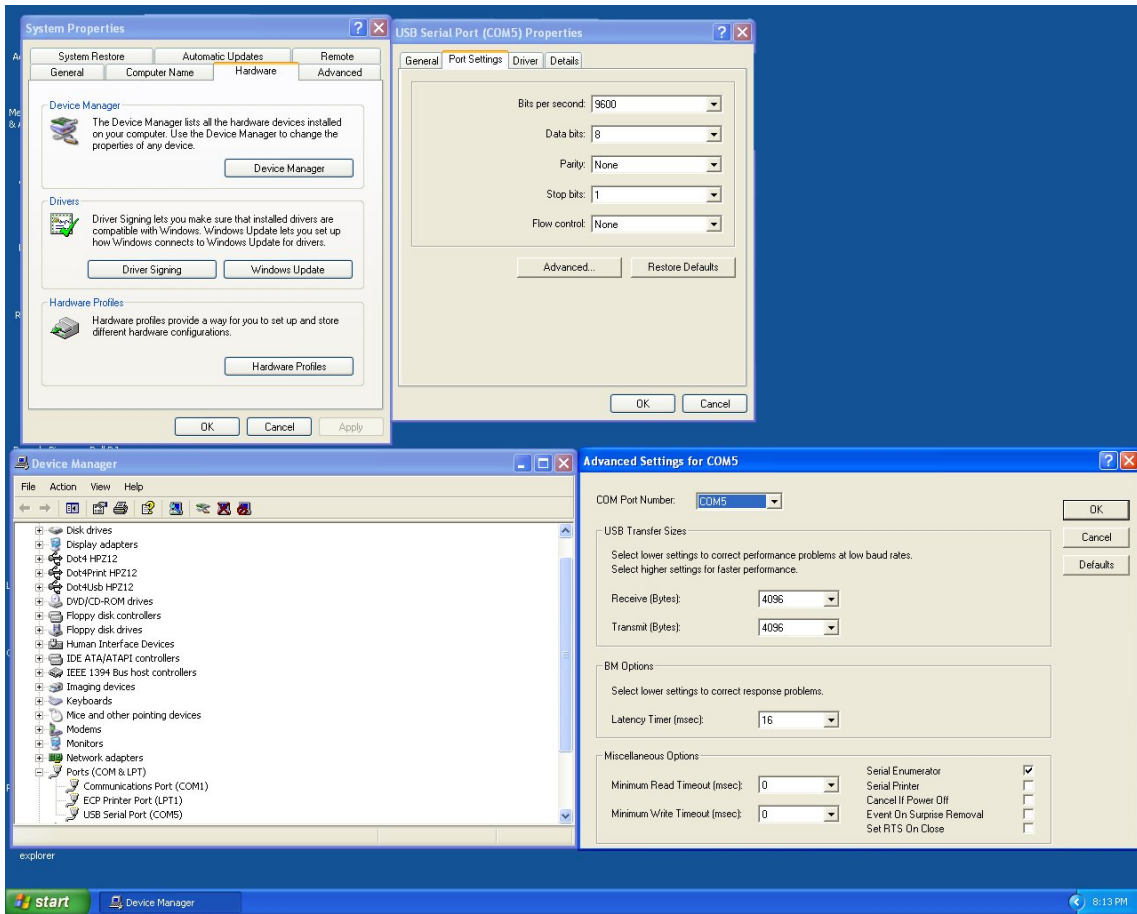 System Properties
System Restore
Automatic Updates
Remote
General
Computer Name
Hardware
Advanced
Device Manager
The Device Manager lists all the hardware devices installed
on your computer. Use the Device Manager to change the
properties of any device.
Device Manager
Drivers
Driver Signing lets you make sure that installed drivers are
compatible with Windows. Windows Update lets you set up
how Windows connects to Windows Update for drivers.
Driver Signing
Windows Update
Hardware Profiles
Hardware profiles provide a way for you to set up and store
different hardware configurations.
Hardware Profiles
OK
Cancel
Apply
USB Serial Port (COM5) Properties
General
Port Settings
Driver
Details
Bits per second: 9600
Data bits: 8
Parity: None
Stop bits: 1
Flow control: None
Advanced...
Restore Defaults
OK
Cancel
Device Manager
File Action View Help
Disk drives
Display adapters
Dot4 HPZ12
Dot4Print HPZ12
Dot4Usb HPZ12
DVD/CD-ROM drives
Floppy disk controllers
Floppy disk drives
Human Interface Devices
IDE ATA/ATAPI controllers
IEEE 1394 Bus host controllers
Imaging devices
Keyboards
Mice and other pointing devices
Modems
Monitors
Network adapters
Ports (COM & LPT)
Communications Port (COM1)
ECP Printer Port (LPT1)
USB Serial Port (COM5)
Advanced Settings for COM5
COM Port Number: COM5
OK
Cancel
Defaults
USB Transfer Sizes
Select lower settings to correct performance problems at low baud rates.
Select higher settings for faster performance.
Receive (Bytes): 4096
Transmit (Bytes): 4096
BM Options
Select lower settings to correct response problems.
Latency Timer (msec): 16
Miscellaneous Options
Minimum Read Timeout (msec): 0
Minimum Write Timeout (msec): 0
Serial Enumerator
Serial Printer
Cancel If Power Off
Event On Surprise Removal
Set RTS On Close
explorer
start
Device Manager
8:13 PM